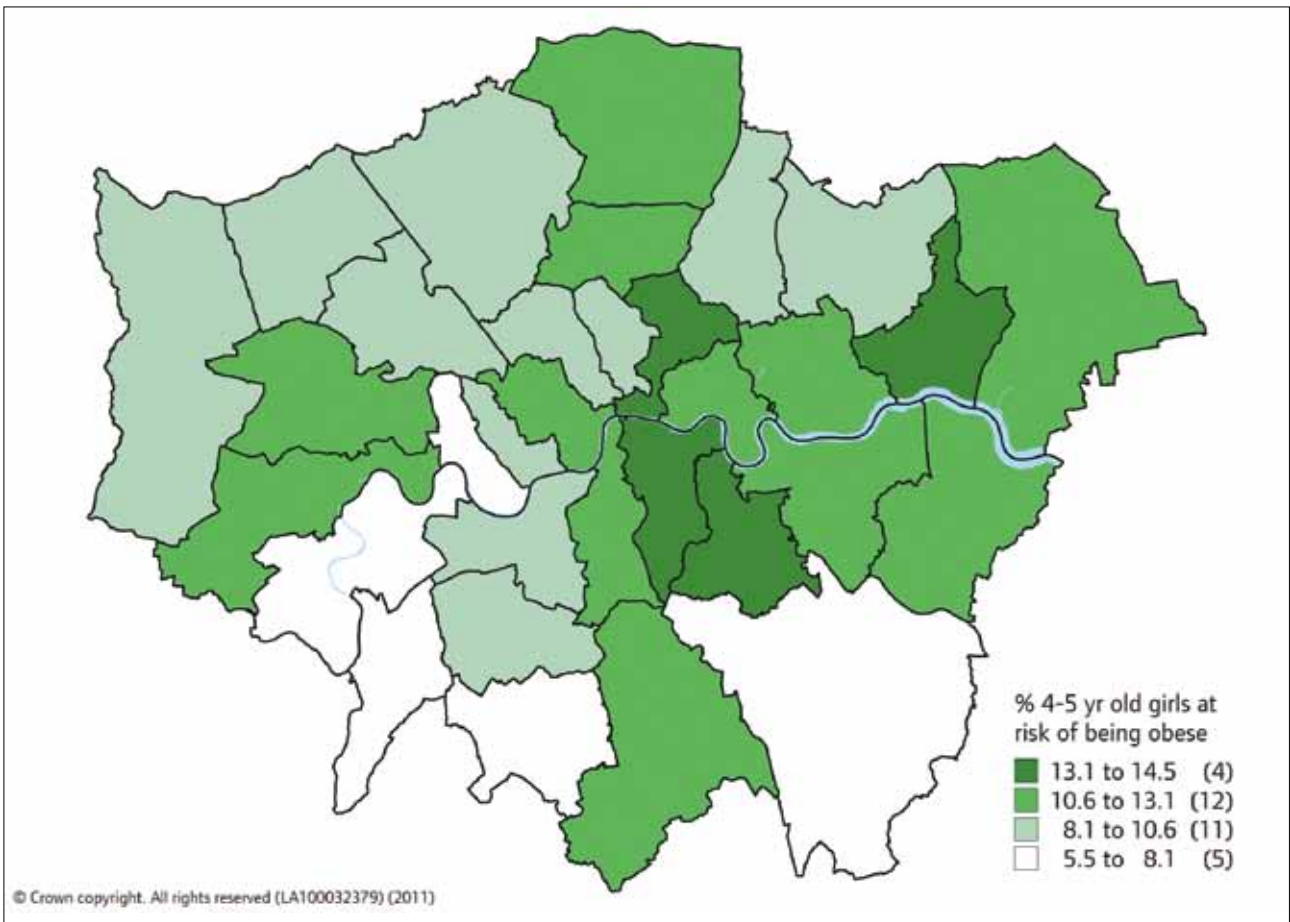 % 4-5 yr old girls at
risk of being obese
13.1 to 14.5 (4)
10.6 to 13.1 (12)
8.1 to 10.6 (11)
5.5 to 8.1 (5)
© Crown copyright. All rights reserved (LA100032379) (2011)